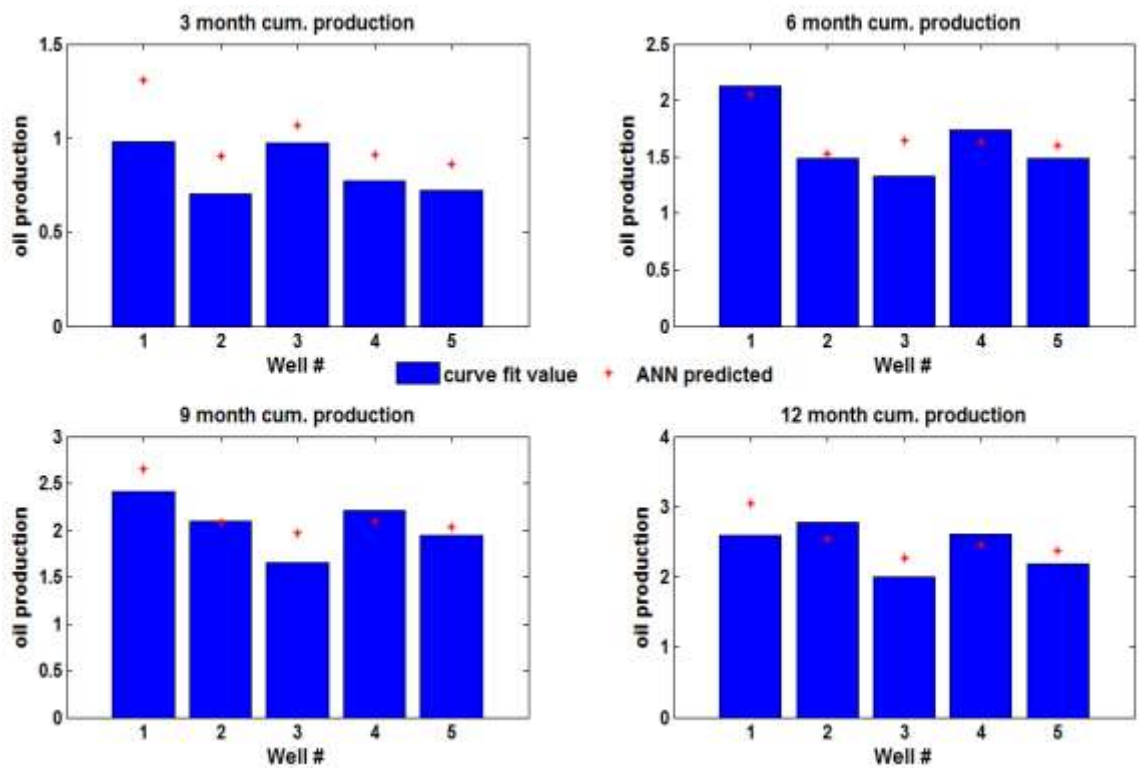 3 month cum. production
1.5
1
0.5
0
oil production
1 2 3 4 5
Well #
6 month cum. production
2.5
2
1.5
1
0.5
0
oil production
1 2 3 4 5
Well #
curve fit value ANN predicted
9 month cum. production
3
2.5
2
1.5
1
0.5
0
oil production
1 2 3 4 5
Well #
12 month cum. production
4
3
2
1
0
oil production
1 2 3 4 5
Well #